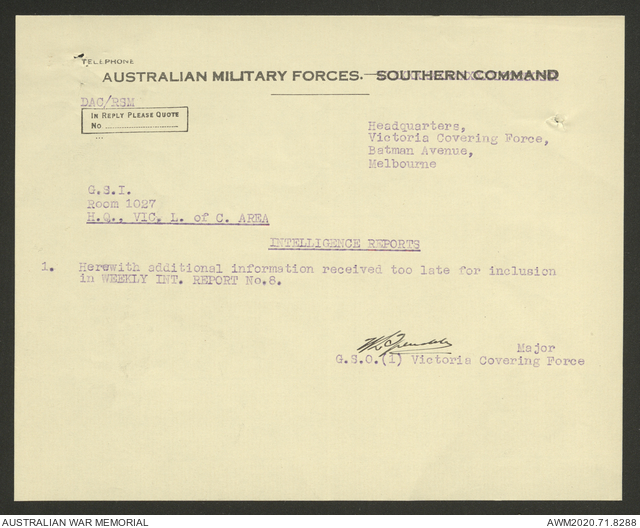 TELEPHONE
AUSTRALIAN MILITARY FORCES. SOUTHERN COMMAND
DAC/RSM
IN REPLY PLEASE QUOTE
No ....................
Headquarters,
Victoria Covering Force,
Batman Avenue,
Melbourne
G.S.I.
Room 1027
H.Q., VIC. L. of C. AREA
INTELLIGENCE REPORTS
1. Herewith additional information received too late for inclusion
in WEEKLY INT. REPORT No.8.
Major
G.S.O.(1) Victoria Covering Force
AUSTRALIAN WAR MEMORIAL
AWM2020.71.8288